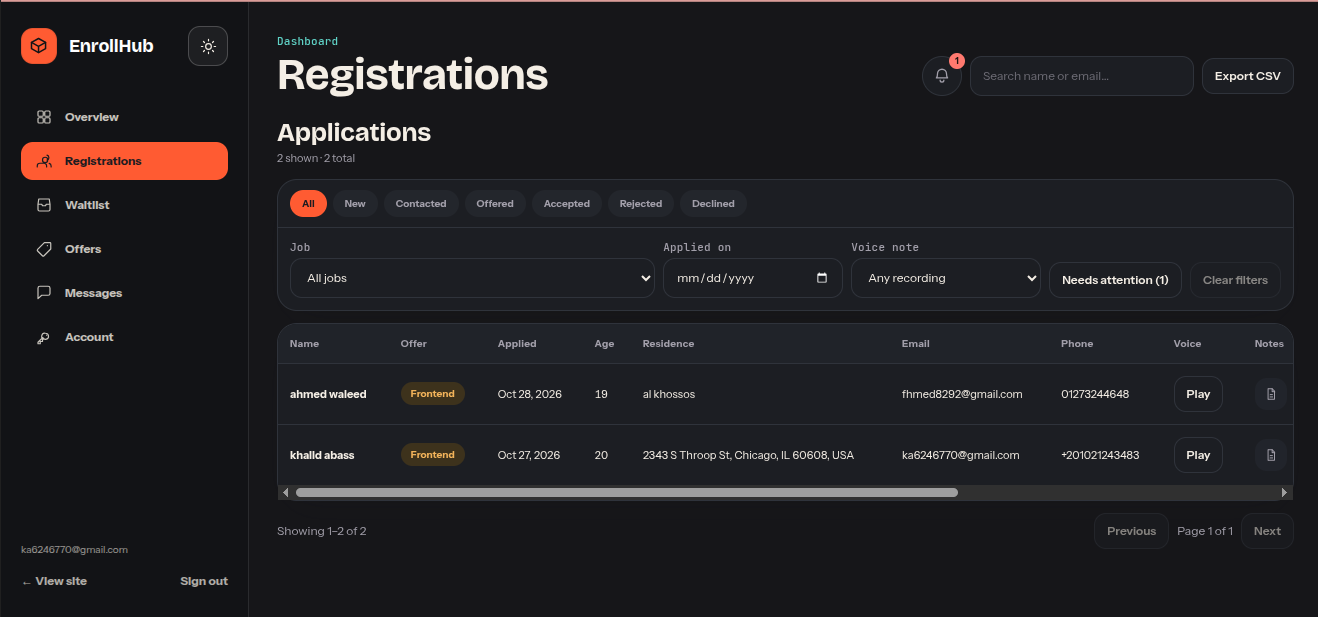 EnrollHub
Overview
Registrations
Waitlist
Offers
Messages
Account
ka6246770@gmail.com
← View site
Sign out
Dashboard
Registrations
1
Search name or email…
Export CSV
Applications
2 shown · 2 total
All New Contacted Offered Accepted Rejected Declined
Job Applied on Voice note
All jobs mm/dd/yyyy Any recording Needs attention (1) Clear filters
Name Offer Applied Age Residence Email Phone Voice Notes
ahmed waleed Frontend Oct 28, 2026 19 al khossos fhmed8292@gmail.com 01273244648 Play
khalid abass Frontend Oct 27, 2026 20 2343 S Throop St, Chicago, IL 60608, USA ka6246770@gmail.com +201021243483 Play
Showing 1–2 of 2 Previous Page 1 of 1 Next